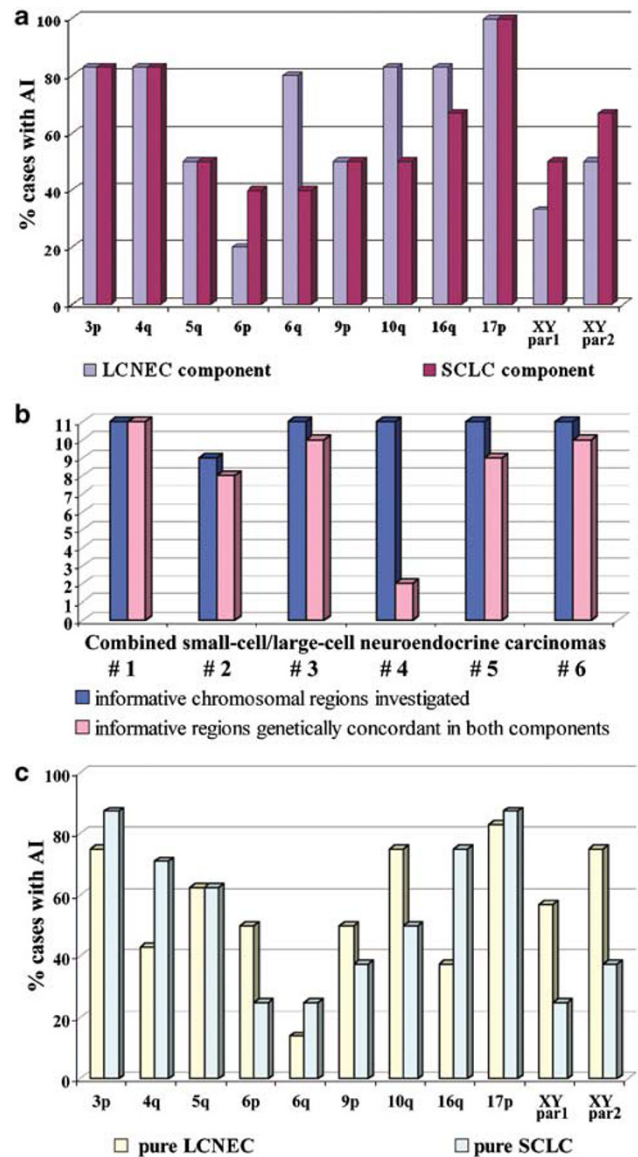 a
% cases with AI
100
80
60
40
20
0
3p 4q 5q 6p 6q 9p 10q 16q 17p XY par1 XY par2
LCNEC component SCLC component
b
11
10
9
8
7
6
5
4
3
2
1
0
Combined small-cell/large-cell neuroendocrine carcinomas
# 1 # 2 # 3 # 4 # 5 # 6
informative chromosomal regions investigated
informative regions genetically concordant in both components
c
% cases with AI
100
80
60
40
20
0
3p 4q 5q 6p 6q 9p 10q 16q 17p XY par1 XY par2
pure LCNEC pure SCLC